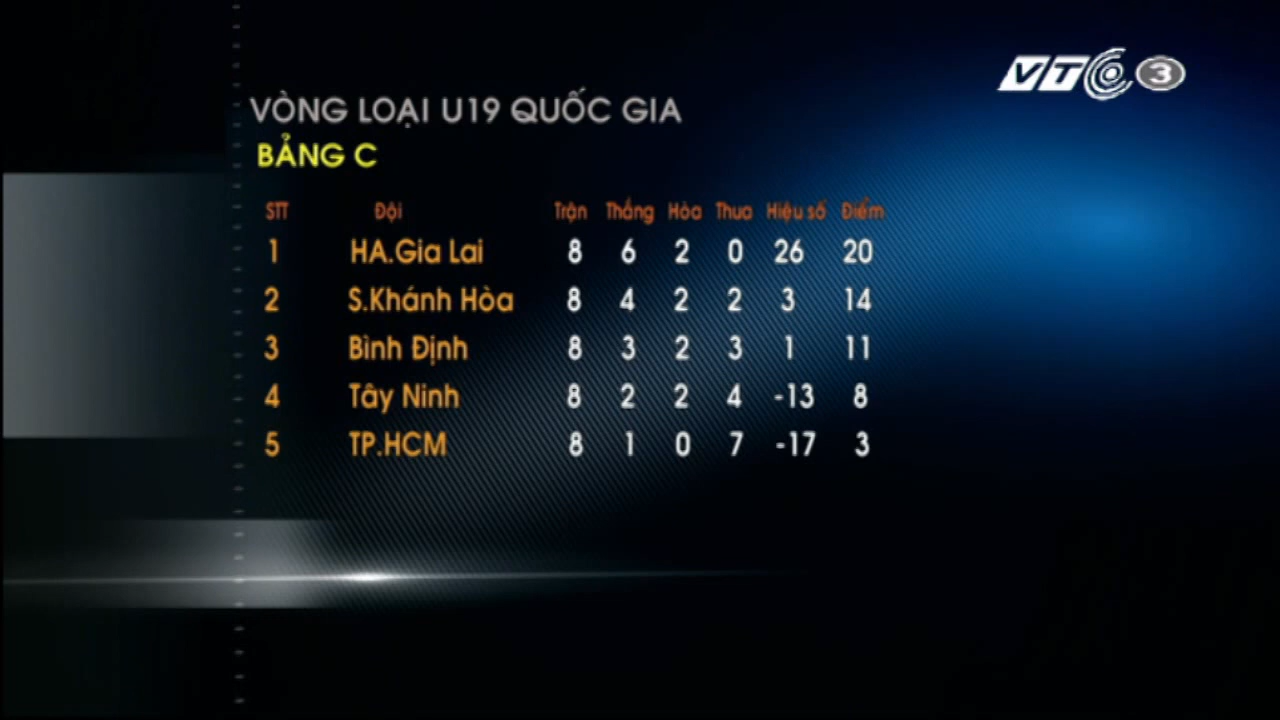 VTC 3
VÒNG LOẠI U19 QUỐC GIA
BẢNG C
STT Đội Trận Thắng Hòa Thua Hiệu số Điểm
1 HA.Gia Lai 8 6 2 0 26 20
2 S.Khánh Hòa 8 4 2 2 3 14
3 Bình Định 8 3 2 3 1 11
4 Tây Ninh 8 2 2 4 -13 8
5 TP.HCM 8 1 0 7 -17 3